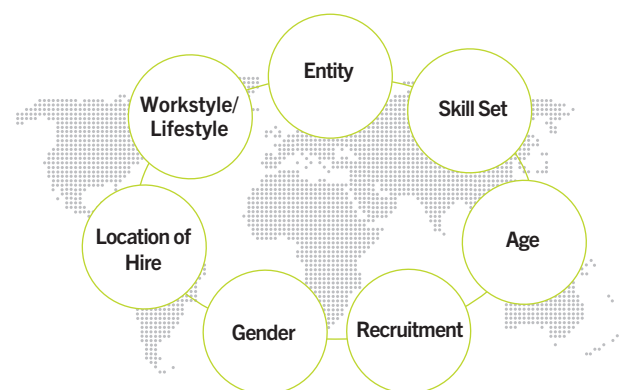 Entity
Skill Set
Age
Recruitment
Gender
Location of
Hire
Workstyle/
Lifestyle